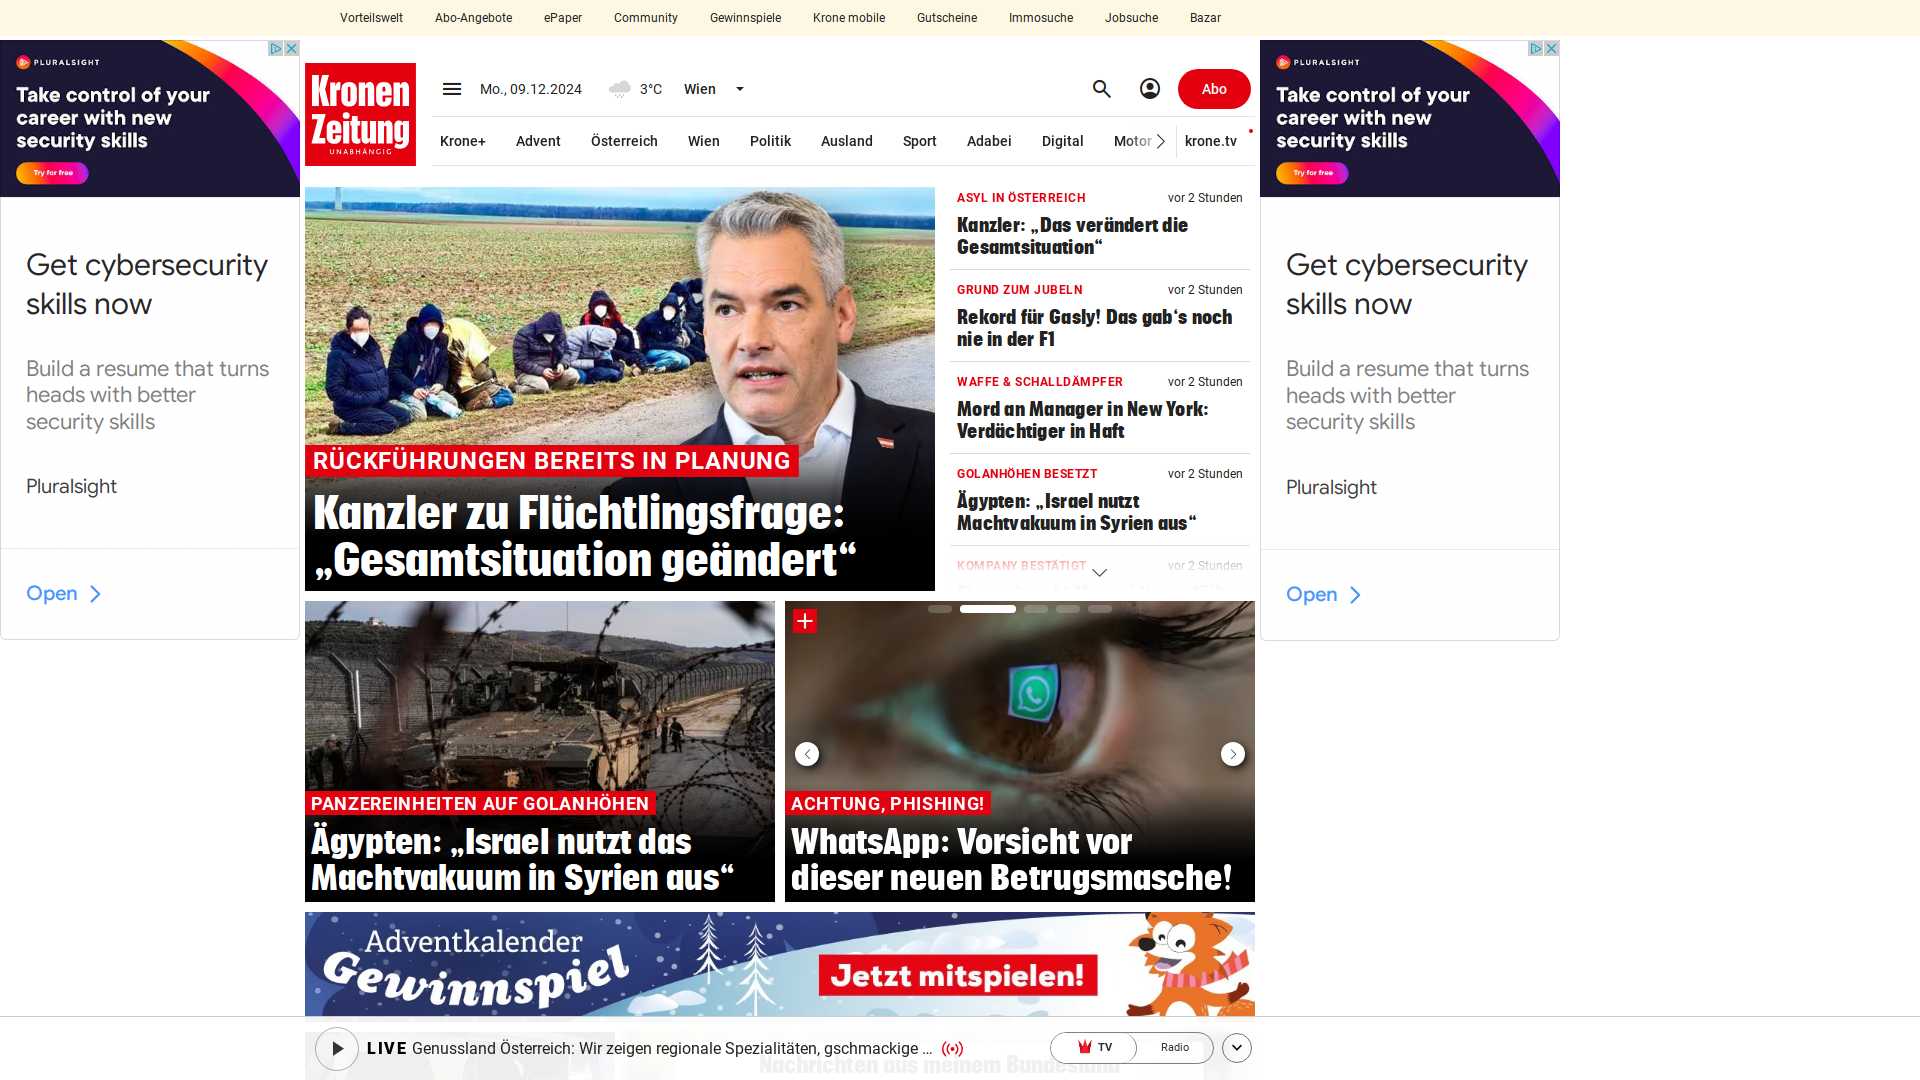 Vorteilswelt Abo-Angebote ePaper Community Gewinnspiele Krone mobile Gutscheine Immosuche Jobsuche Bazar
PLURALSIGHT
Take control of your
career with new
security skills
Try for free
Get cybersecurity
skills now
Build a resume that turns
heads with better
security skills
Pluralsight
Open
Kronen
Zeitung
UNABHÄNGIG
Mo., 09.12.2024 3°C Wien
Abo
Krone+ Advent Österreich Wien Politik Ausland Sport Adabei Digital Motor krone.tv
RÜCKFÜHRUNGEN BEREITS IN PLANUNG
Kanzler zu Flüchtlingsfrage:
„Gesamtsituation geändert“
ASYL IN ÖSTERREICH vor 2 Stunden
Kanzler: „Das verändert die
Gesamtsituation“
GRUND ZUM JUBELN vor 2 Stunden
Rekord für Gasly! Das gab‘s noch
nie in der F1
WAFFE & SCHALLDÄMPFER vor 2 Stunden
Mord an Manager in New York:
Verdächtiger in Haft
GOLANHÖHEN BESETZT vor 2 Stunden
Ägypten: „Israel nutzt
Machtvakuum in Syrien aus“
KOMPANY BESTÄTIGT vor 2 Stunden
PANZEREINHEITEN AUF GOLANHÖHEN
Ägypten: „Israel nutzt das
Machtvakuum in Syrien aus“
ACHTUNG, PHISHING!
WhatsApp: Vorsicht vor
dieser neuen Betrugsmasche!
Adventkalender
Gewinnspiel
Jetzt mitspielen!
LIVE Genussland Österreich: Wir zeigen regionale Spezialitäten, gschmackige ...
TV Radio
Nachrichten aus meinem Bundesland
PLURALSIGHT
Take control of your
career with new
security skills
Try for free
Get cybersecurity
skills now
Build a resume that turns
heads with better
security skills
Pluralsight
Open